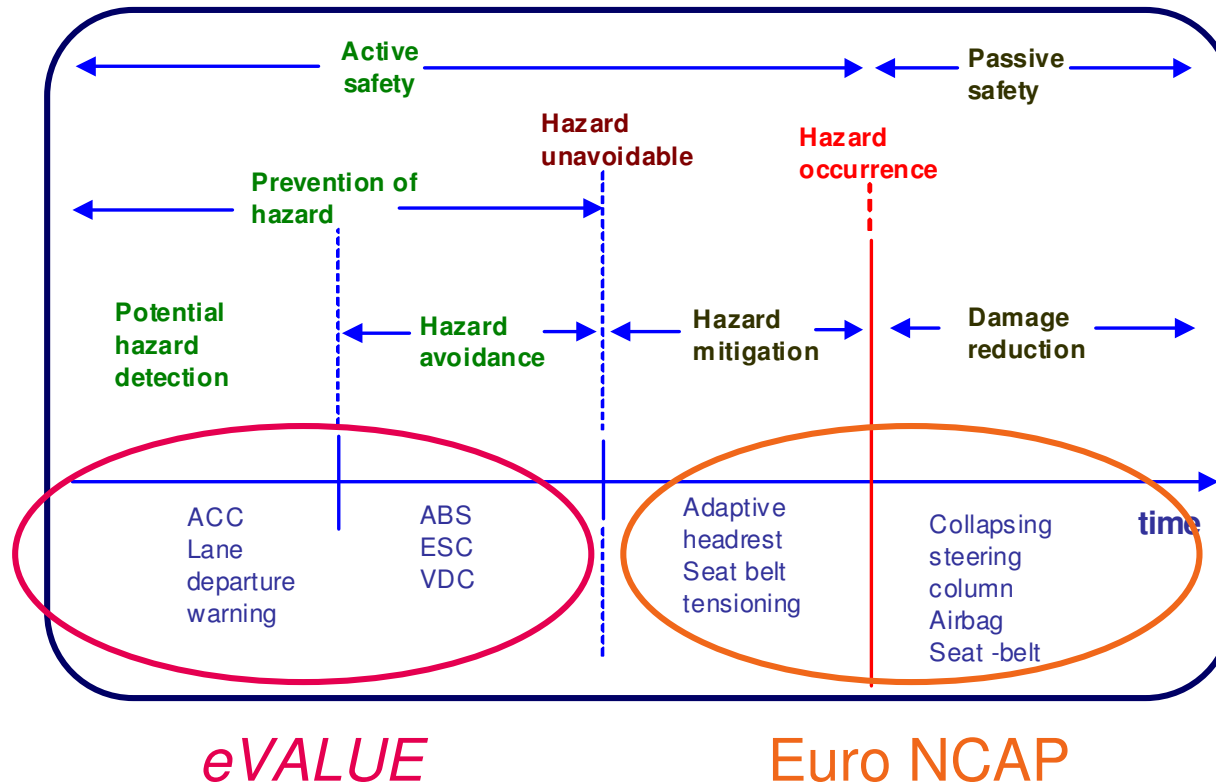 Active
safety
Passive
safety
Hazard
unavoidable
Hazard
occurrence
Prevention of
hazard
Potential
hazard
detection
Hazard
avoidance
Hazard
mitigation
Damage
reduction
ACC
Lane
departure
warning
ABS
ESC
VDC
Adaptive
headrest
Seat belt
tensioning
Collapsing
steering
column
Airbag
Seat -belt
time
eVALUE
Euro NCAP